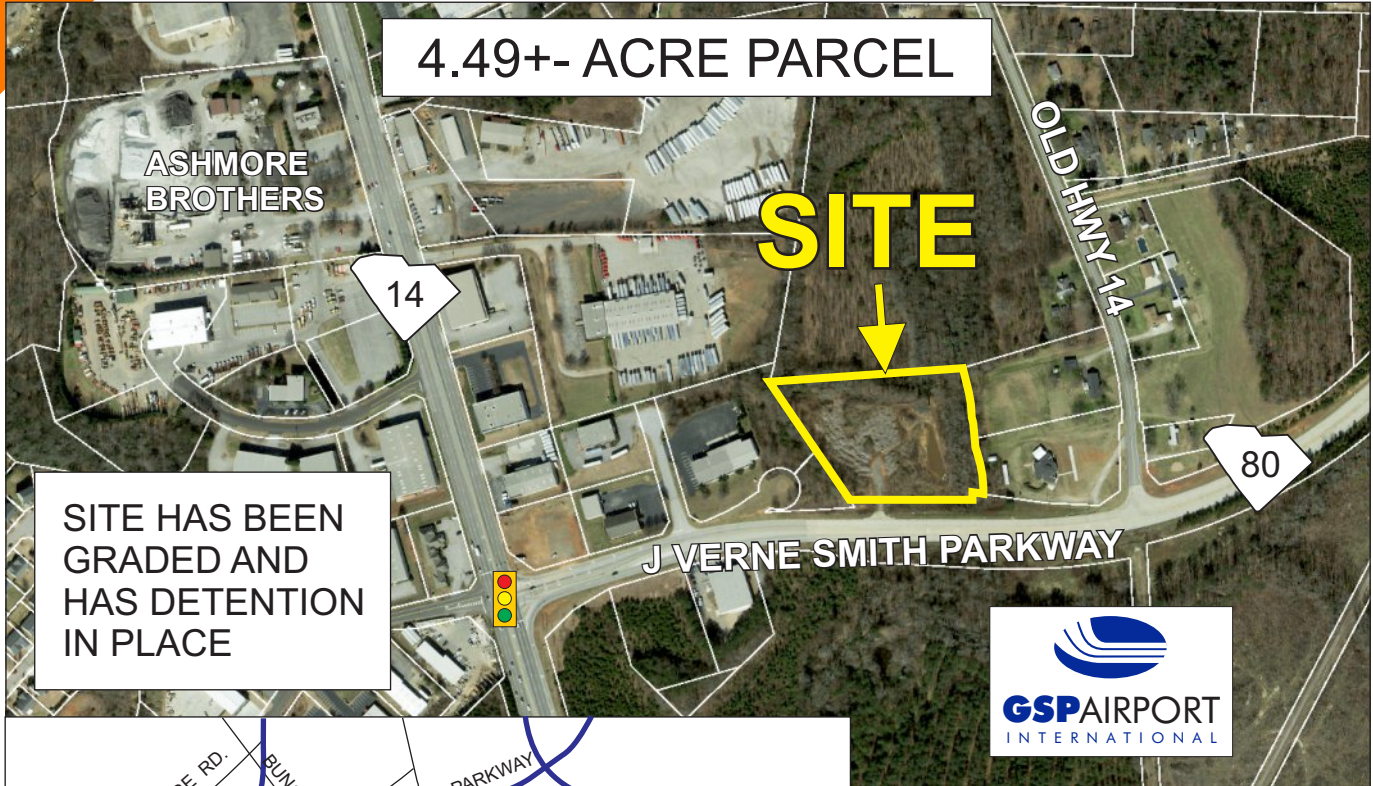 4.49+- ACRE PARCEL
ASHMORE
BROTHERS
SITE
OLD HWY 14
14
80
SITE HAS BEEN
GRADED AND
HAS DETENTION
IN PLACE
J VERNE SMITH PARKWAY
GSPAIRPORT
INTERNATIONAL
RD.
PARKWAY